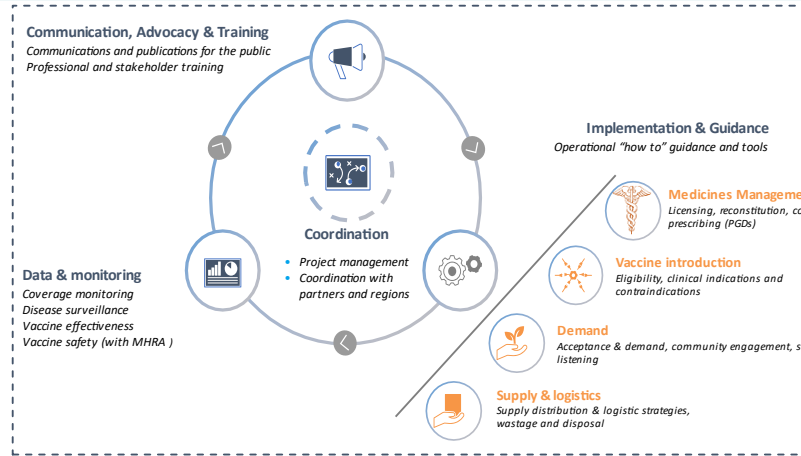 Communication, Advocacy & Training
Communications and publications for the public
Professional and stakeholder training
Implementation & Guidance
Operational “how to” guidance and tools
Medicines
Licensing, reconstitution,
prescribing (PGDs)
Coordination
• Project management
• Coordination with
partners and regions
Vaccine introduction
Eligibility, clinical indications and
contraindications
Data & monitoring
Coverage monitoring
Disease surveillance
Vaccine effectiveness
Vaccine safety (with MHRA )
Demand
Acceptance & demand, community engagement,
listening
Supply & logistics
Supply distribution & logistic strategies,
wastage and disposal